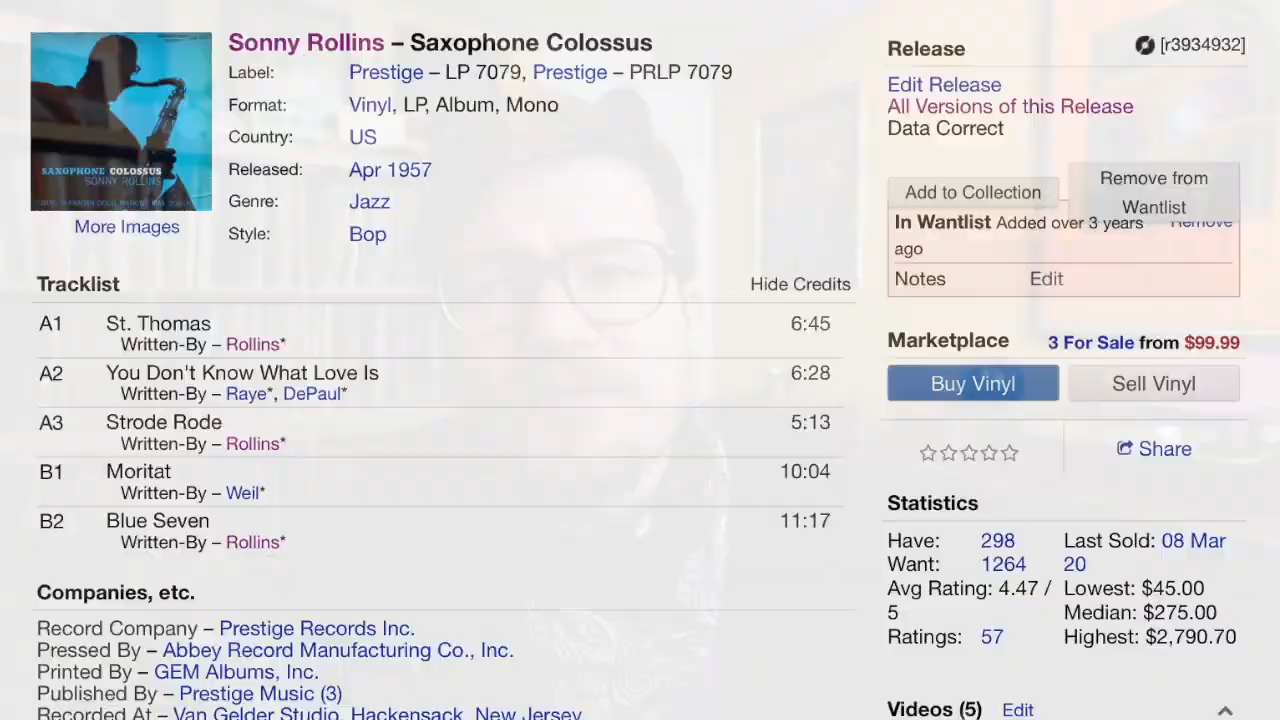 Sonny Rollins – Saxophone Colossus
Label: Prestige – LP 7079, Prestige – PRLP 7079
Format: Vinyl, LP, Album, Mono
Country: US
Released: Apr 1957
Genre: Jazz
Style: Bop
SAXOPHONE COLOSSUS
SONNY ROLLINS
More Images
Tracklist Hide Credits
A1 St. Thomas 6:45
Written-By – Rollins*
A2 You Don't Know What Love Is 6:28
Written-By – Raye*, DePaul*
A3 Strode Rode 5:13
Written-By – Rollins*
B1 Moritat 10:04
Written-By – Weil*
B2 Blue Seven 11:17
Written-By – Rollins*
Companies, etc.
Record Company – Prestige Records Inc.
Pressed By – Abbey Record Manufacturing Co., Inc.
Printed By – GEM Albums, Inc.
Published By – Prestige Music (3)
Recorded At – Van Gelder Studio, Hackensack, New Jersey
Release [r3934932]
Edit Release
All Versions of this Release
Data Correct
Add to Collection
Remove from
Wantlist
In Wantlist Added over 3 years Remove
ago
Notes Edit
Marketplace 3 For Sale from $99.99
Buy Vinyl Sell Vinyl
Share
Statistics
Have: 298
Want: 1264
Avg Rating: 4.47 /
5
Ratings: 57
Last Sold: 08 Mar
20
Lowest: $45.00
Median: $275.00
Highest: $2,790.70
Videos (5) Edit